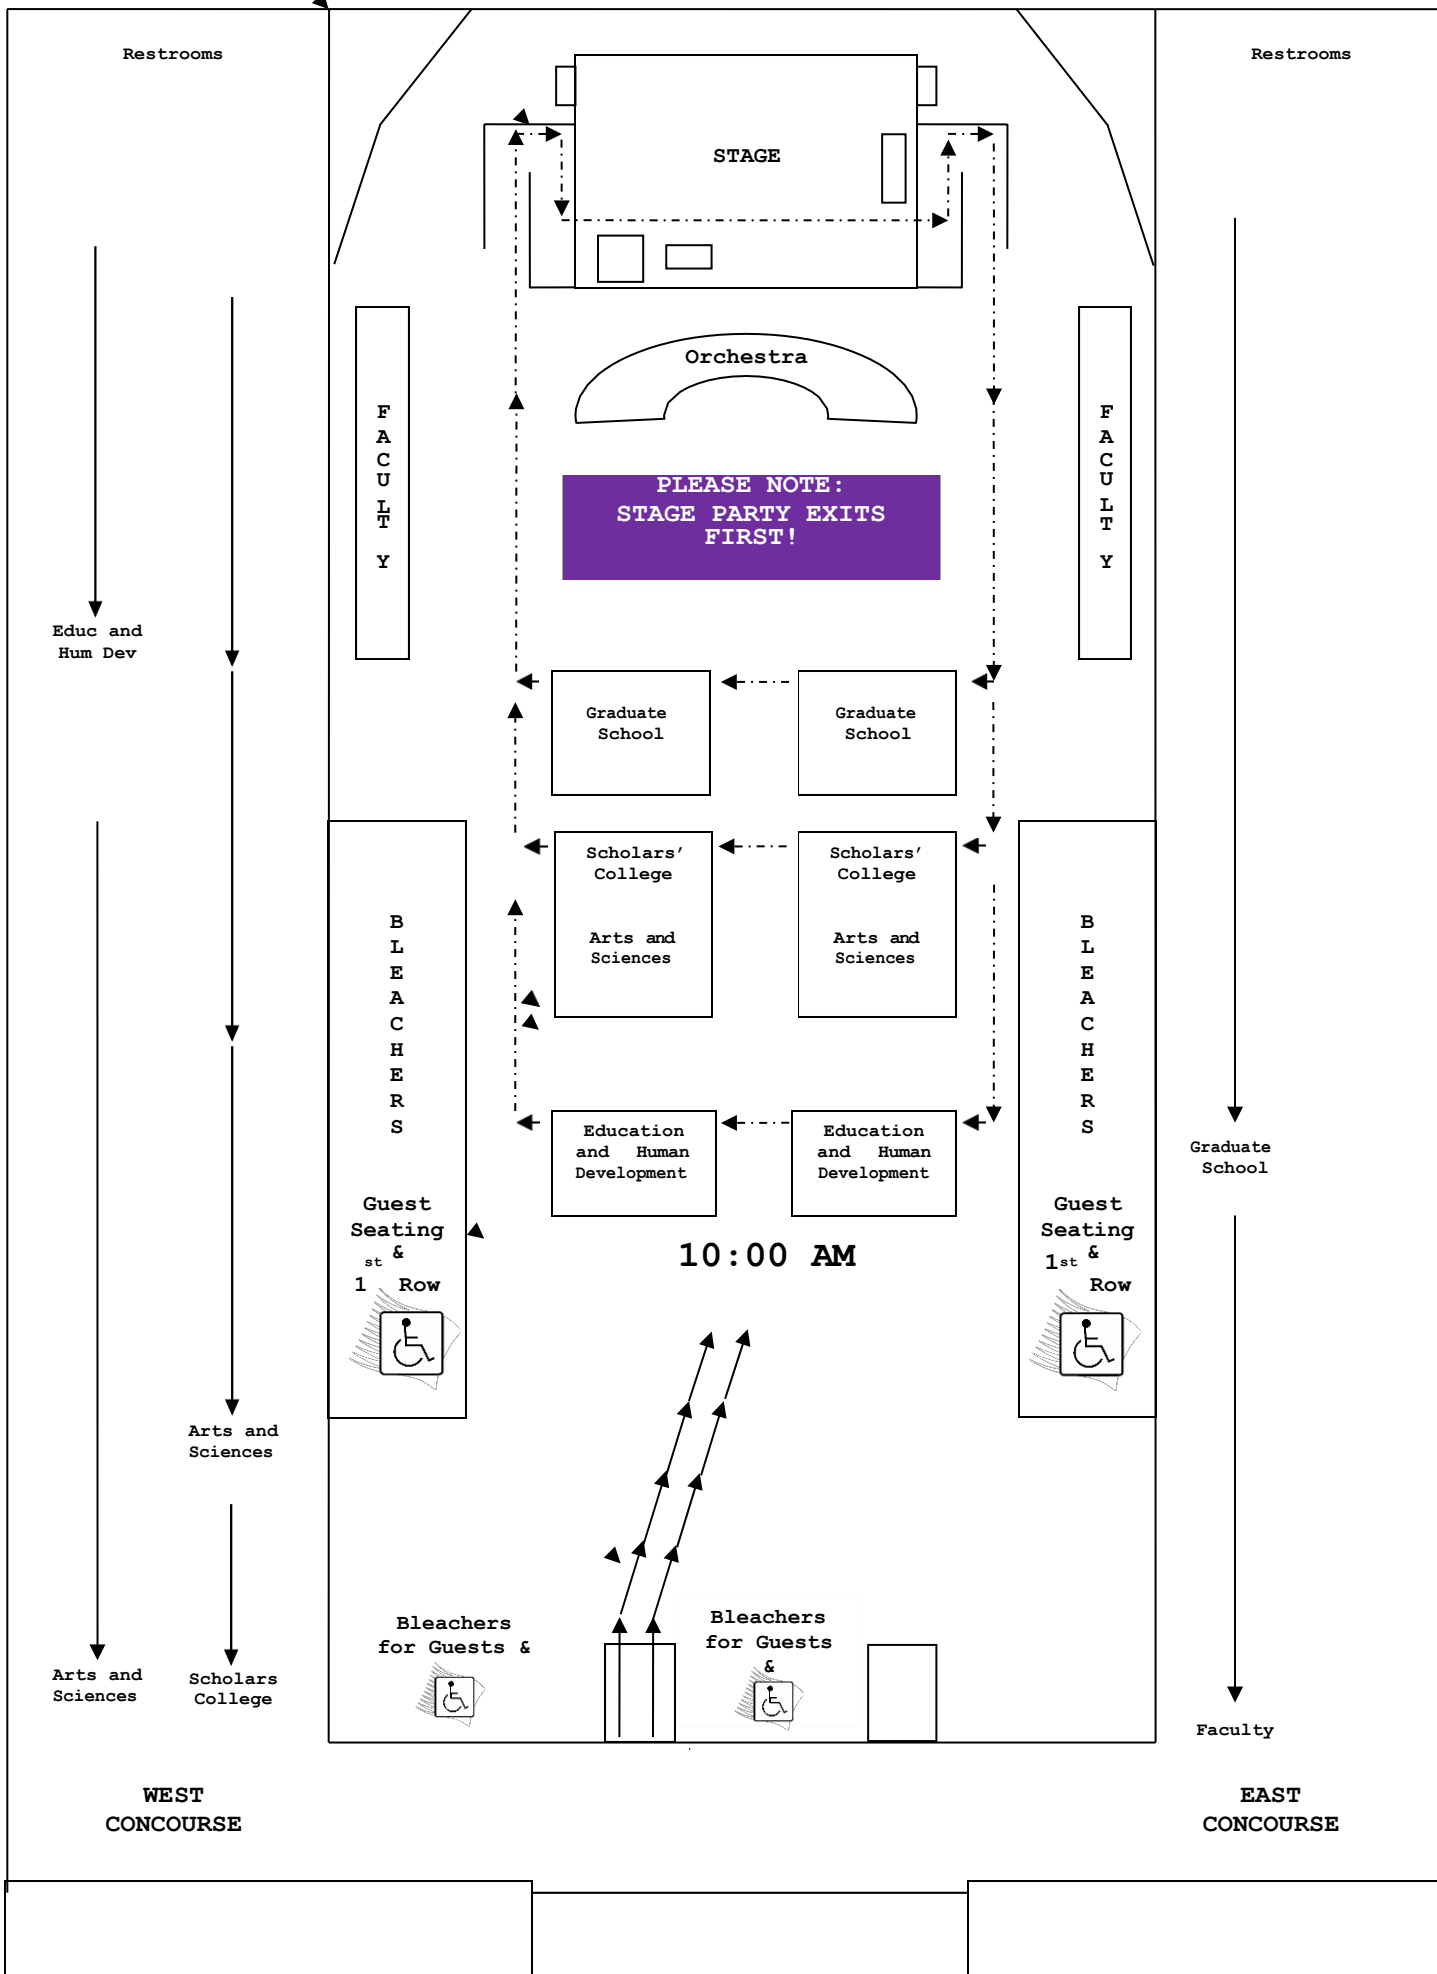 Restrooms
Restrooms
STAGE
Orchestra
F
A
C
U
L
T
Y
F
A
C
U
L
T
Y
PLEASE NOTE:
STAGE PARTY EXITS
FIRST!
Educ and
Hum Dev
Graduate
School
Graduate
School
Scholars’
College
Arts and
Sciences
Scholars’
College
Arts and
Sciences
B
L
E
A
C
H
E
R
S
B
L
E
A
C
H
E
R
S
Education
and Human
Development
Education
and Human
Development
Graduate
School
Guest
Seating
&
1st Row
Guest
Seating
&
1st Row
10:00 AM
Arts and
Sciences
Bleachers
for Guests &
Bleachers
for Guests
&
Arts and
Sciences
Scholars
College
Faculty
WEST
CONCOURSE
EAST
CONCOURSE